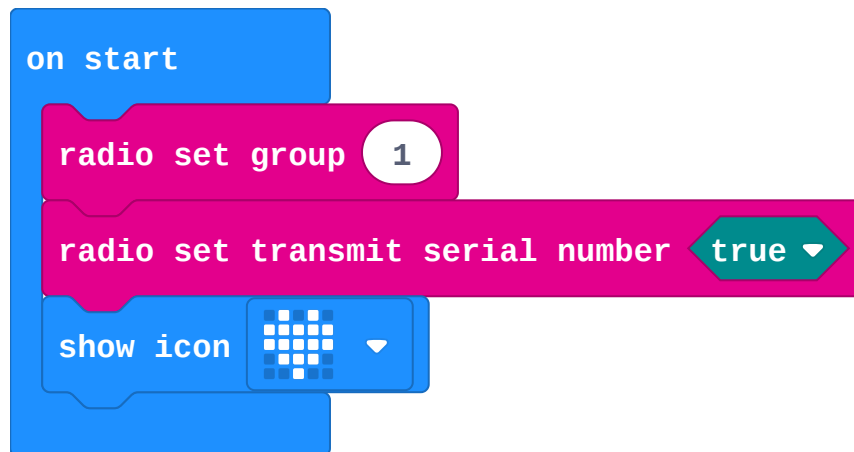 on start
radio set group 1
radio set transmit serial number true
show icon